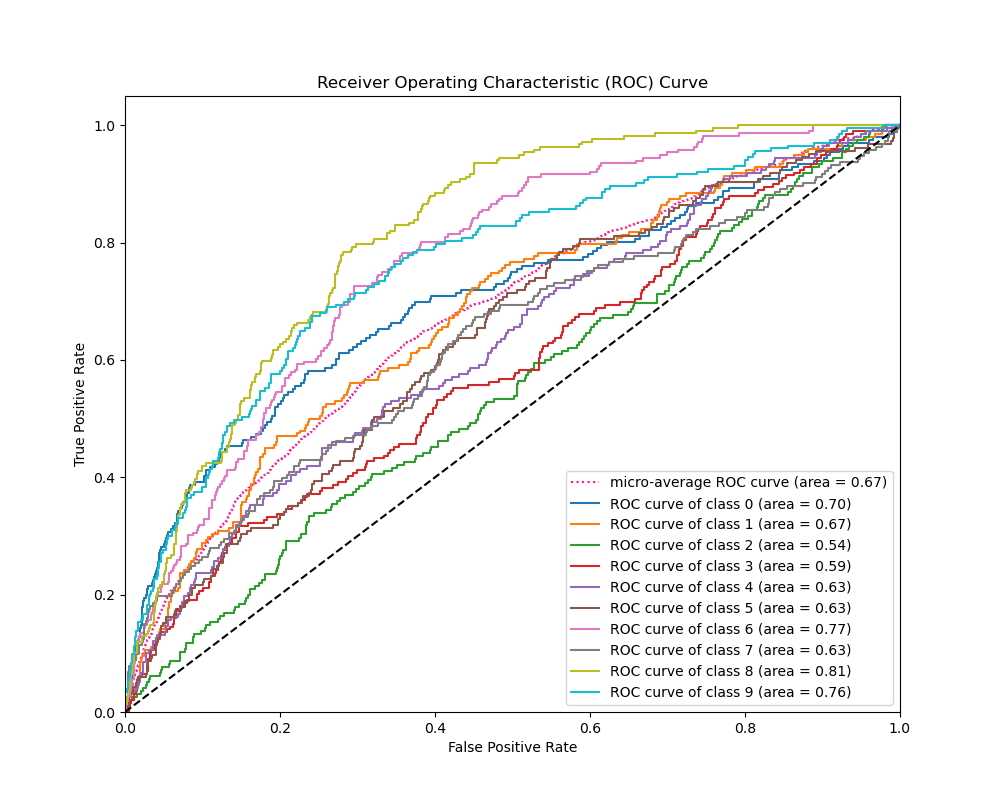 Receiver Operating Characteristic (ROC) Curve
True Positive Rate
1.0
0.8
0.6
0.4
0.2
0.0
micro-average ROC curve (area = 0.67)
ROC curve of class 0 (area = 0.70)
ROC curve of class 1 (area = 0.67)
ROC curve of class 2 (area = 0.54)
ROC curve of class 3 (area = 0.59)
ROC curve of class 4 (area = 0.63)
ROC curve of class 5 (area = 0.63)
ROC curve of class 6 (area = 0.77)
ROC curve of class 7 (area = 0.63)
ROC curve of class 8 (area = 0.81)
ROC curve of class 9 (area = 0.76)
0.0 0.2 0.4 0.6 0.8 1.0
False Positive Rate